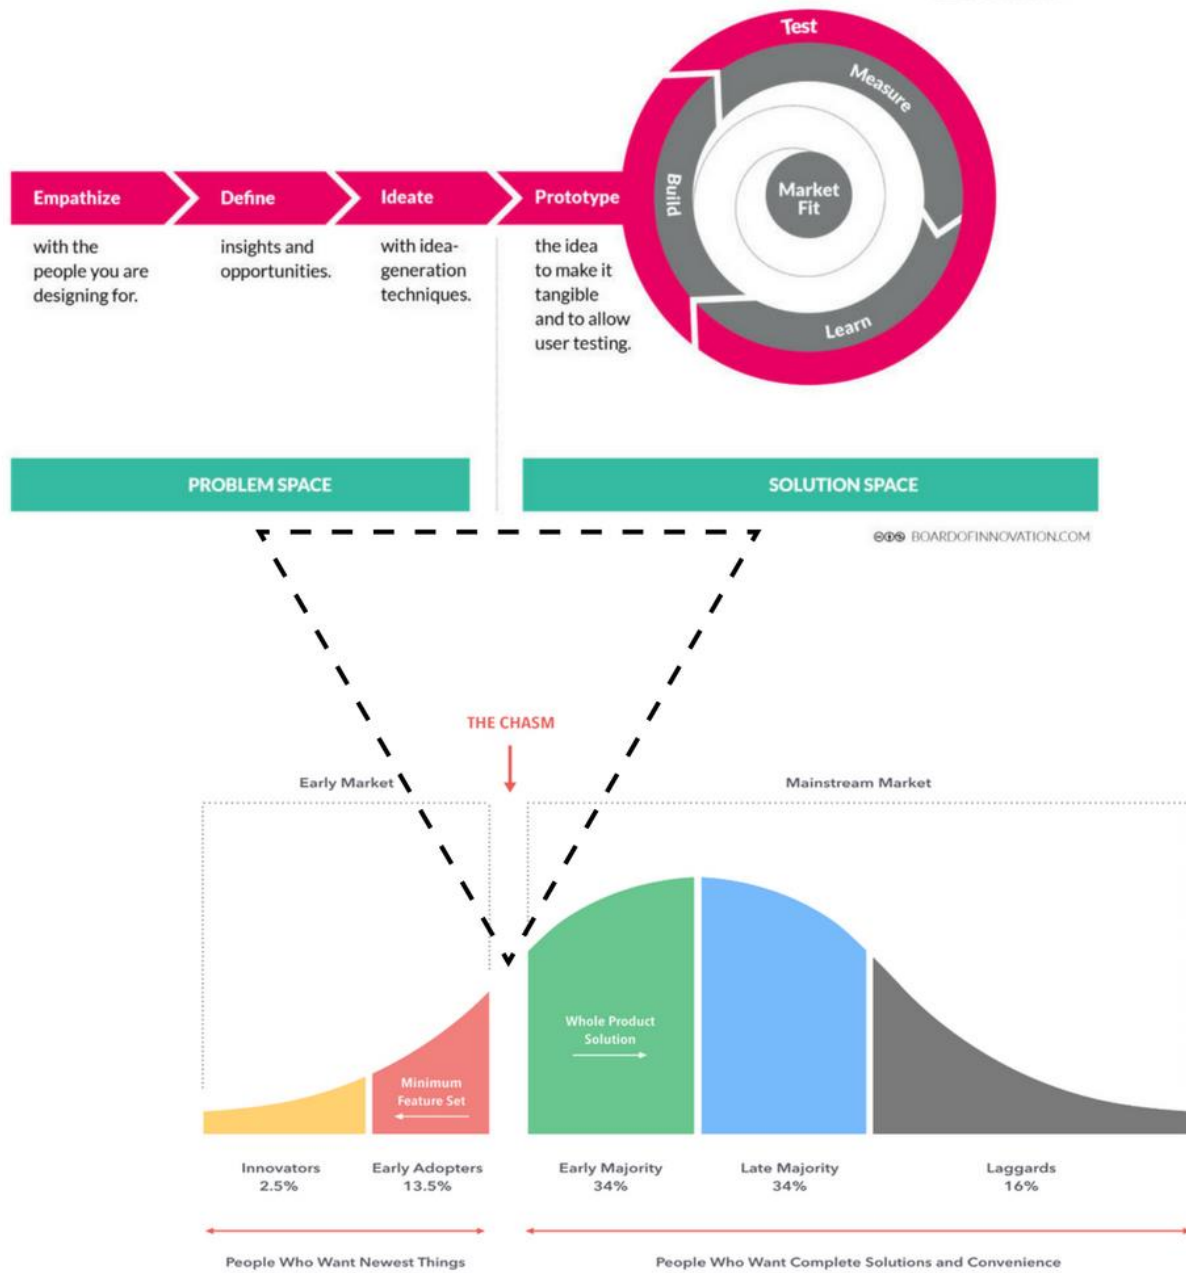 Test
Measure
Build
Learn
Market
Fit
Empathize
Define
Ideate
Prototype
with the
people you are
designing for.
insights and
opportunities.
with idea-
generation
techniques.
the idea
to make it
tangible
and to allow
user testing.
PROBLEM SPACE
SOLUTION SPACE
BOARDOFINNOVATION.COM
THE CHASM
Early Market
Mainstream Market
Whole Product
Solution
Minimum
Feature Set
Innovators
2.5%
Early Adopters
13.5%
Early Majority
34%
Late Majority
34%
Laggards
16%
People Who Want Newest Things
People Who Want Complete Solutions and Convenience